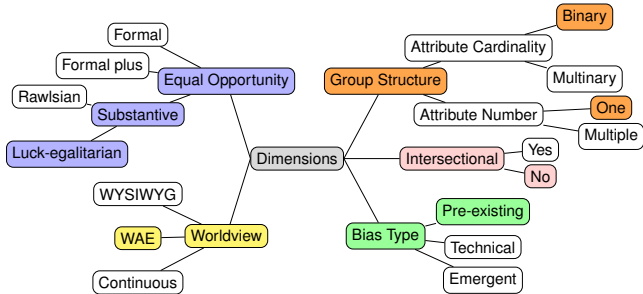 Binary
Formal
Attribute Cardinality
Formal plus
Equal Opportunity
Group Structure
Multinary
Rawlsian
One
Substantive
Attribute Number
Multiple
Luck-egalitarian
Dimensions
Intersectional
Yes
No
WYSIWYG
Pre-existing
WAE
Worldview
Bias Type
Technical
Continuous
Emergent